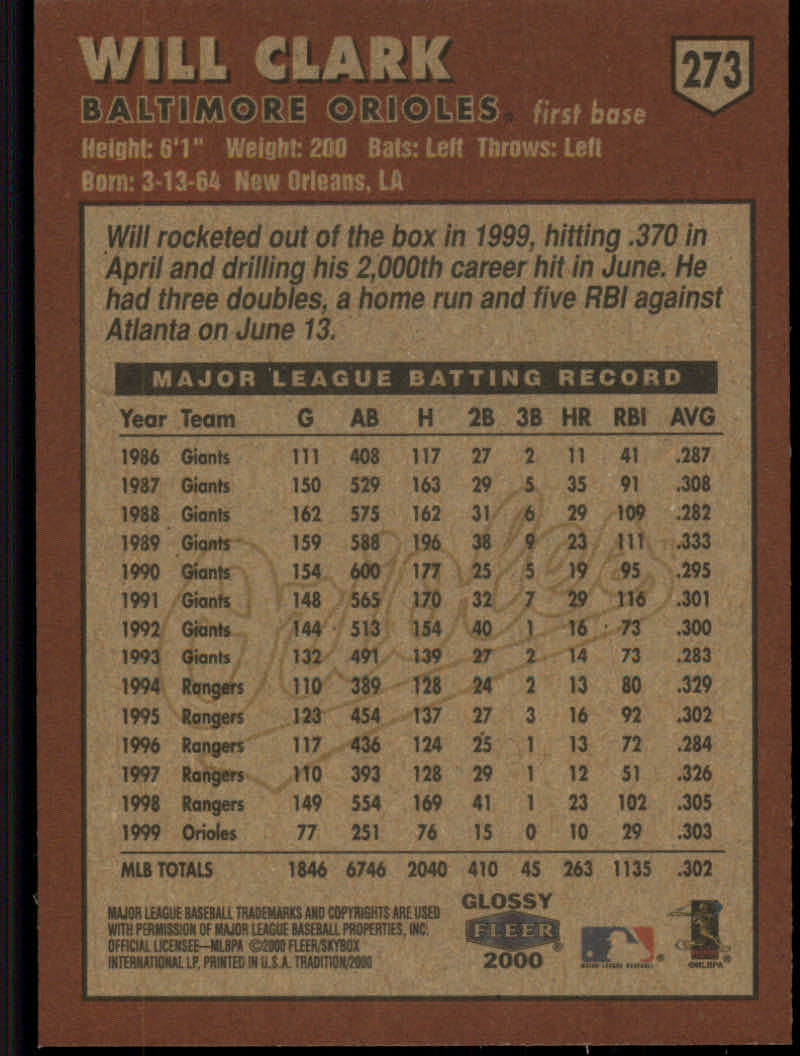 WILL CLARK
273
BALTIMORE ORIOLES. first base
Height: 6'1" Weight: 200 Bats: Left Throws: Left
Born: 3-13-64 New Orleans, LA
Will rocketed out of the box in 1999, hitting .370 in
April and drilling his 2,000th career hit in June. He
had three doubles, a home run and five RBI against
Atlanta on June 13.
MAJOR LEAGUE BATTING RECORD
Year Team G AB H 2B 3B HR RBI AVG
1986 Giants 111 408 117 27 2 11 41 .287
1987 Giants 150 529 163 29 5 35 91 .308
1988 Giants 162 575 162 31 6 29 109 .282
1989 Giants 159 588 196 38 9 23 111 .333
1990 Giants 154 600 177 25 5 19 95 .295
1991 Giants 148 565 170 32 7 29 116 .301
1992 Giants 144 513 154 40 1 16 73 .300
1993 Giants 132 491 139 27 2 14 73 .283
1994 Rangers 110 389 128 24 2 13 80 .329
1995 Rangers 123 454 137 27 3 16 92 .302
1996 Rangers 117 436 124 25 1 13 72 .284
1997 Rangers 110 393 128 29 1 12 51 .326
1998 Rangers 149 554 169 41 1 23 102 .305
1999 Orioles 77 251 76 15 0 10 29 .303
MLB TOTALS 1846 6746 2040 410 45 263 1135 .302
MAJOR LEAGUE BASEBALL TRADEMARKS AND COPYRIGHTS ARE USED
WITH PERMISSION OF MAJOR LEAGUE BASEBALL PROPERTIES, INC.
OFFICIAL LICENSEE—MLBPA ©2000 FLEER/SKYBOX
INTERNATIONAL LP, PRINTED IN U.S.A. TRADITION/2000
GLOSSY
FLEER®
2000
MAJOR LEAGUE BASEBALL®
©MLBPA®